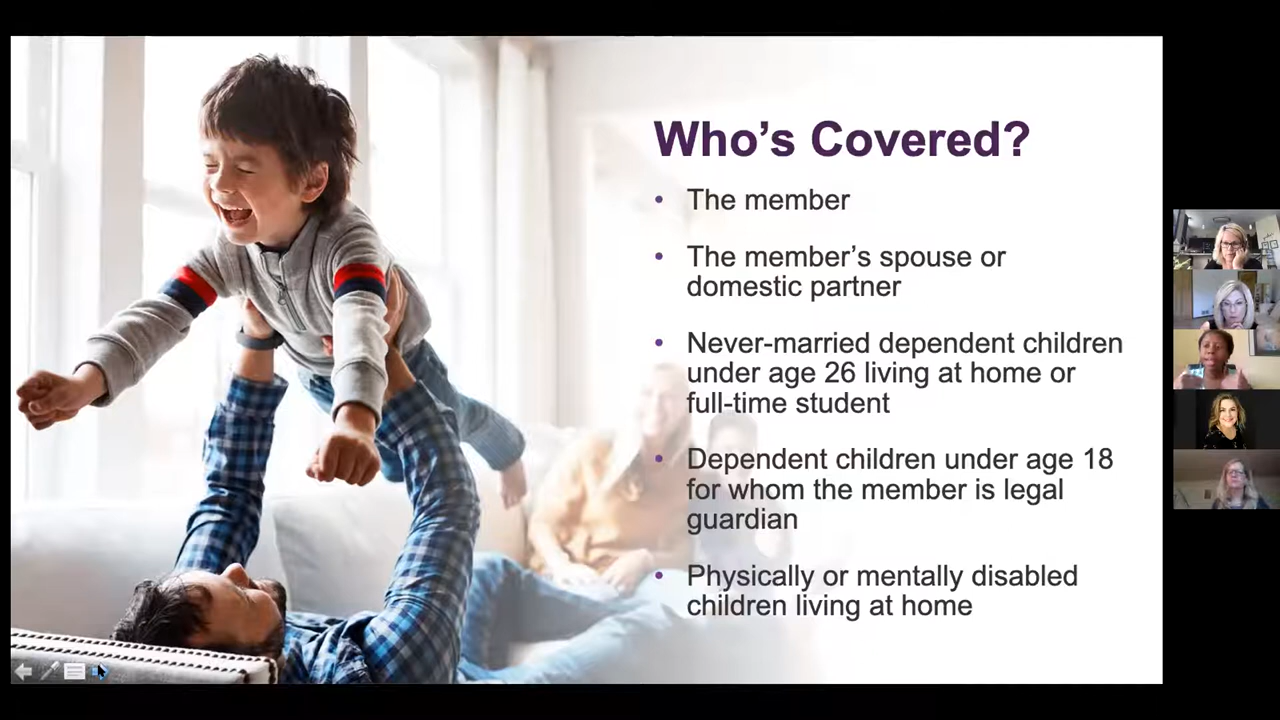 Who's Covered?
• The member
• The member's spouse or
domestic partner
• Never-married dependent children
under age 26 living at home or
full-time student
• Dependent children under age 18
for whom the member is legal
guardian
• Physically or mentally disabled
children living at home